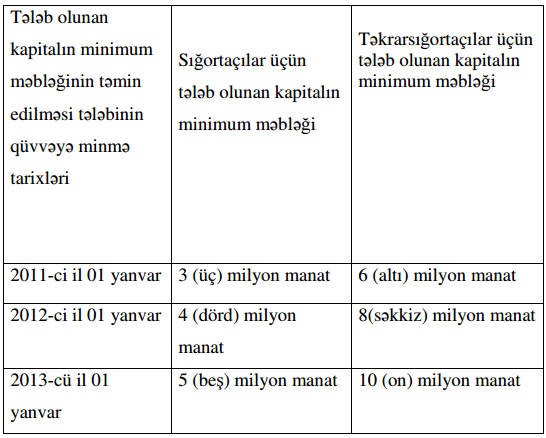 Tələb olunan
kapitalın minimum
məbləğinin təmin
edilməsi tələbinin
qüvvəyə minmə
tarixləri
Sığortaçılar üçün
tələb olunan kapitalın
minimum məbləği
Təkrarsığortaçılar üçün
tələb olunan kapitalın
minimum məbləği
2011-ci il 01 yanvar
3 (üç) milyon manat
6 (altı) milyon manat
2012-ci il 01 yanvar
4 (dörd) milyon
manat
8(səkkiz) milyon manat
2013-cü il 01
yanvar
5 (beş) milyon manat
10 (on) milyon manat